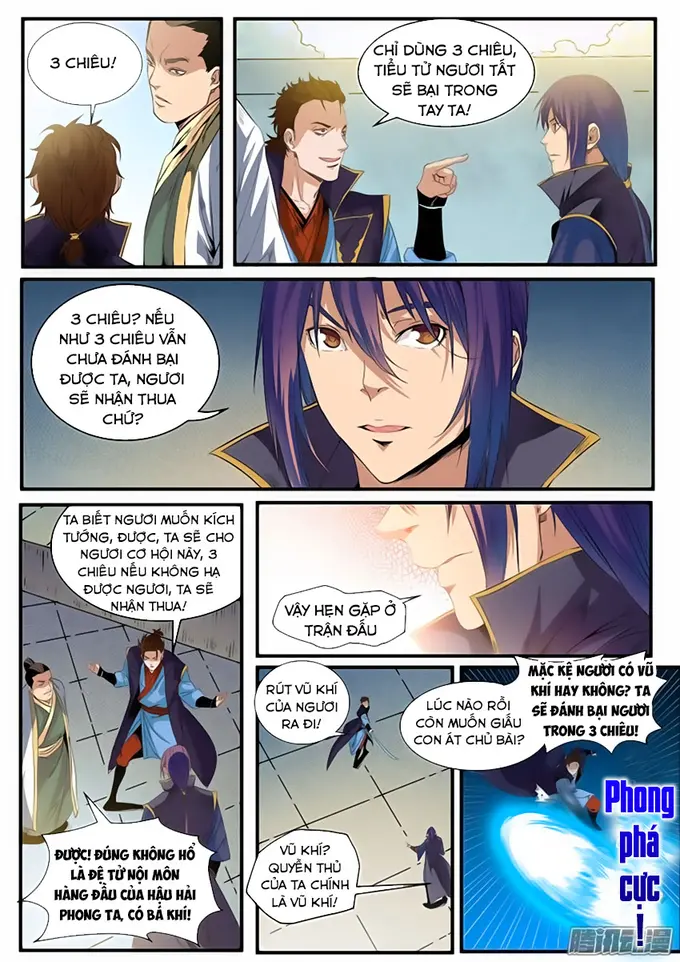 3 CHIÊU!
CHỈ DÙNG 3 CHIÊU,
TIỂU TỬ NGƯƠI TẤT
SẼ BẠI TRONG
TAY TA!
3 CHIÊU? NẾU
NHƯ 3 CHIÊU VẪN
CHƯA ĐÁNH BẠI
ĐƯỢC TA, NGƯƠI
SẼ NHẬN THUA
CHỨ?
TA BIẾT NGƯƠI MUỐN KÍCH
TƯỚNG, ĐƯỢC, TA SẼ CHO
NGƯƠI CƠ HỘI NÀY, 3
CHIÊU NẾU KHÔNG HẠ
ĐƯỢC NGƯƠI, TA SẼ
NHẬN THUA!
VẬY HẸN GẶP Ở
TRẬN ĐẤU
ĐƯỢC! ĐÚNG KHÔNG HỔ
LÀ ĐỆ TỬ NỘI MÔN
HÀNG ĐẦU CỦA HẬU HẢI
PHONG TA, CÓ BÁ KHÍ!
RÚT VŨ KHÍ
CỦA NGƯƠI
RA ĐI!
VŨ KHÍ?
QUYỀN THỦ
CỦA TA CHÍNH
LÀ VŨ KHÍ!
LÚC NÀO RỒI
CÒN MUỐN GIẤU
CON ÁT CHỦ BÀI?
MẶC KỆ NGƯƠI CÓ VŨ
KHÍ HAY KHÔNG? TA
SẼ ĐÁNH BẠI NGƯƠI
TRONG 3 CHIÊU!
Phong
phá
cực
!
腾讯动漫